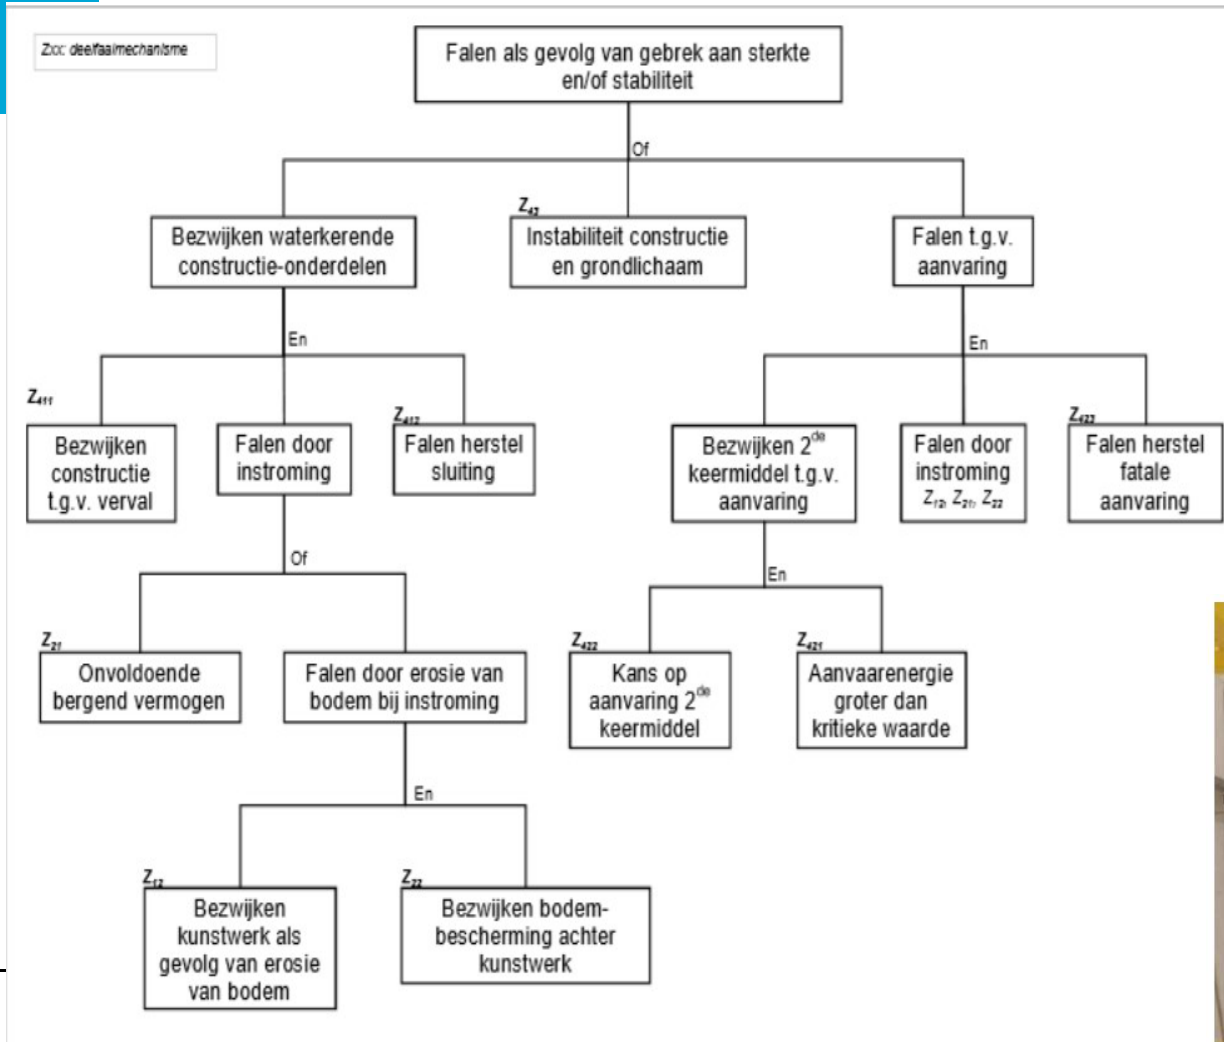 Zxx: deelfaalmechanisme
Falen als gevolg van gebrek aan sterkte
en/of stabiliteit
Of
Bezwijken waterkerende
constructie-onderdelen
Z42
Instabiliteit constructie
en grondlichaam
Falen t.g.v.
aanvaring
En
En
Z411
Bezwijken
constructie
t.g.v. verval
Falen door
instroming
Z412
Falen herstel
sluiting
Bezwijken 2de
keermiddel t.g.v.
aanvaring
Falen door
instroming
Z12, Z21, Z22
Z423
Falen herstel
fatale
aanvaring
Of
En
Z21
Onvoldoende
bergend vermogen
Falen door erosie van
bodem bij instroming
Z422
Kans op
aanvaring 2de
keermiddel
Z421
Aanvaarenergie
groter dan
kritieke waarde
En
Z12
Bezwijken
kunstwerk als
gevolg van erosie
van bodem
Z22
Bezwijken bodem-
bescherming achter
kunstwerk